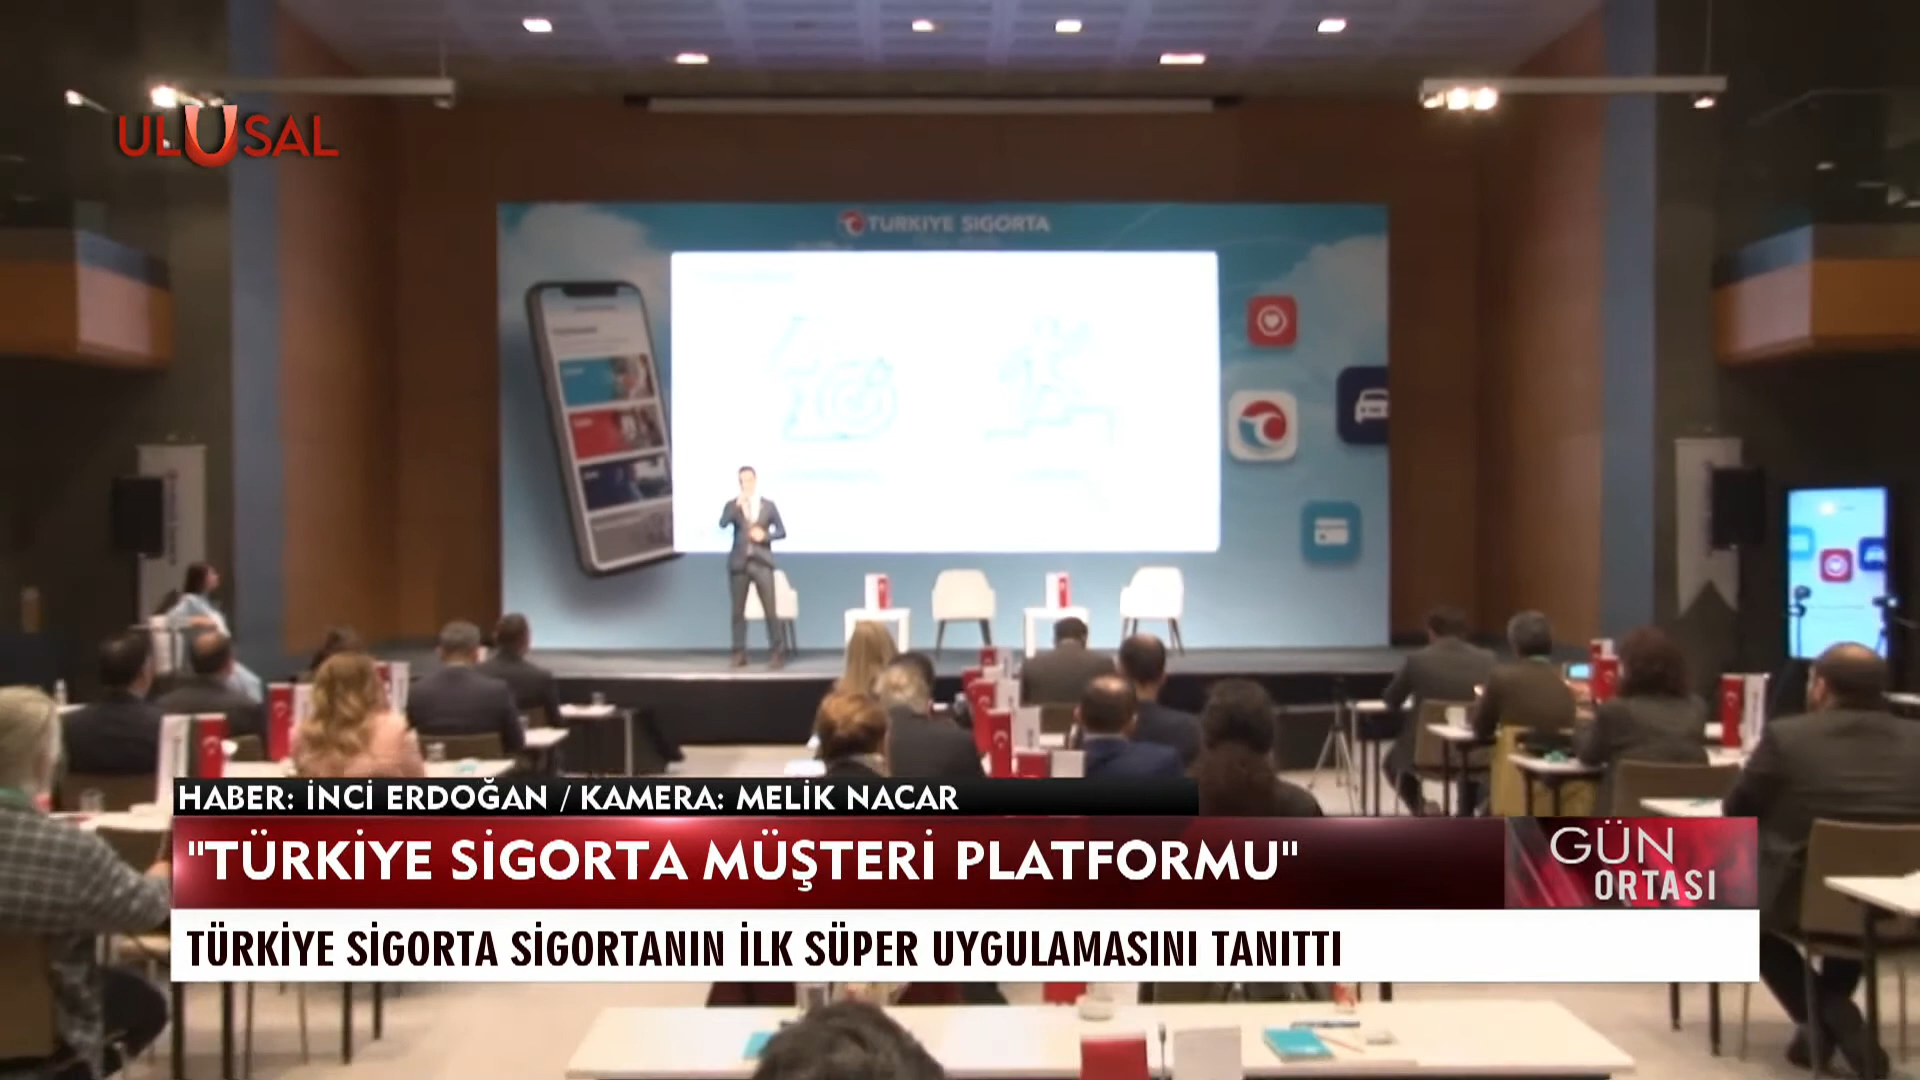 ULUSAL
TÜRKİYE SİGORTA
HABER: İNCİ ERDOĞAN / KAMERA: MELİK NACAR
"TÜRKİYE SİGORTA MÜŞTERİ PLATFORMU"
GÜN
ORTASI
TÜRKİYE SİGORTA SİGORTANIN İLK SÜPER UYGULAMASINI TANITTI